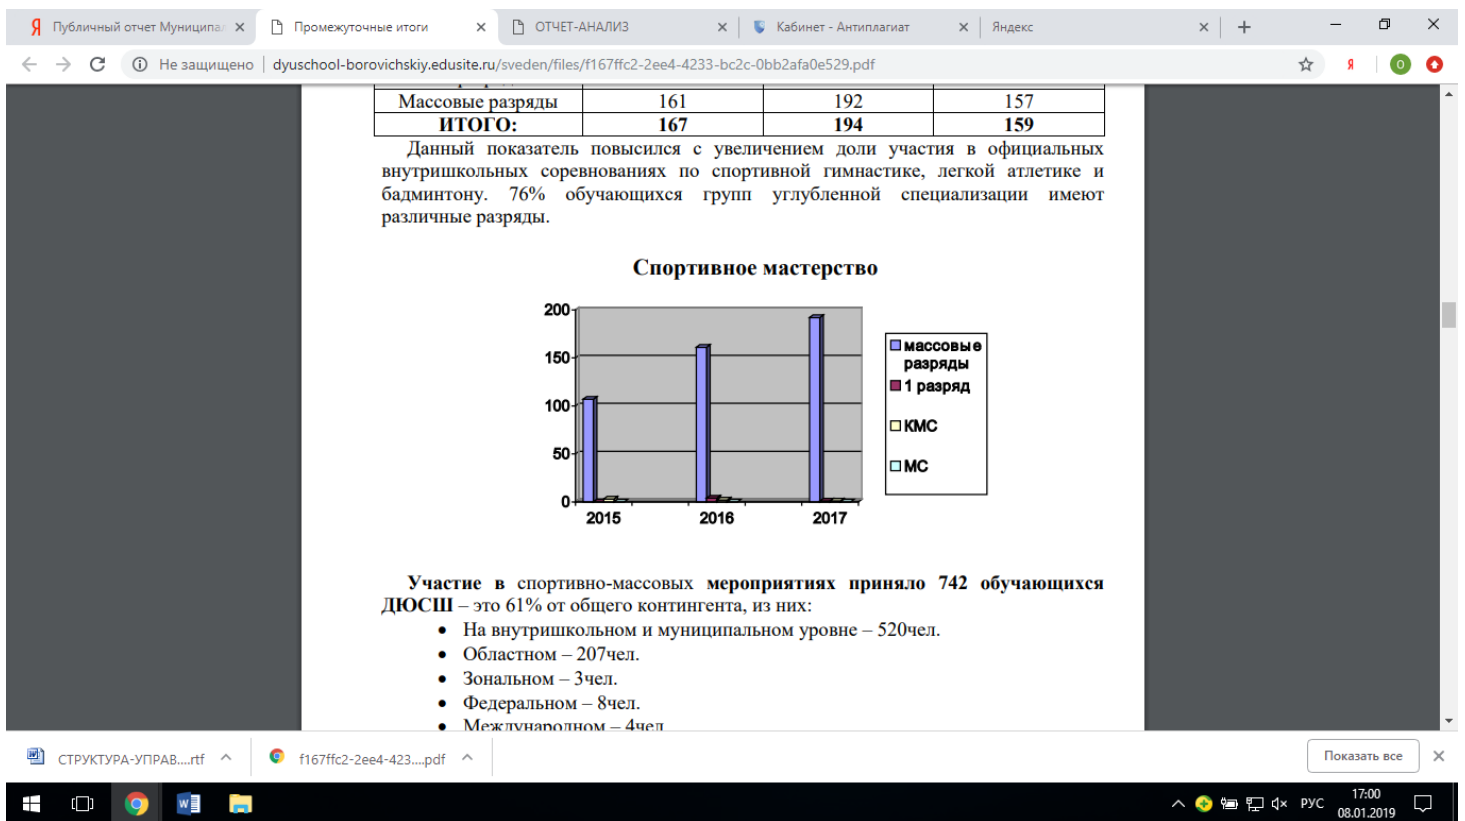 Публичный отчет Муниципал
Промежуточные итоги
ОТЧЕТ-АНАЛИЗ
Кабинет - Антиплагиат
Яндекс
Не защищено
dyuschool-borovichskiy.edusite.ru/sveden/files/f167ffc2-2ee4-4233-bc2c-0bb2afa0e529.pdf
Массовые разряды 161 192 157
ИТОГО: 167 194 159
Данный показатель повысился с увеличением доли участия в официальных
внутришкольных соревнованиях по спортивной гимнастике, легкой атлетике и
бадминтону. 76% обучающихся групп углубленной специализации имеют
различные разряды.
Спортивное мастерство
200
150
100
50
0
2015 2016 2017
массовые
разряды
1 разряд
КМС
МС
Участие в спортивно-массовых мероприятиях приняло 742 обучающихся
ДЮСШ – это 61% от общего контингента, из них:
• На внутришкольном и муниципальном уровне – 520чел.
• Областном – 207чел.
• Зональном – 3чел.
• Федеральном – 8чел.
• Международном – 4чел
СТРУКТУРА-УПРАВ....rtf
f167ffc2-2ee4-423....pdf
Показать все
РУС
17:00
08.01.2019